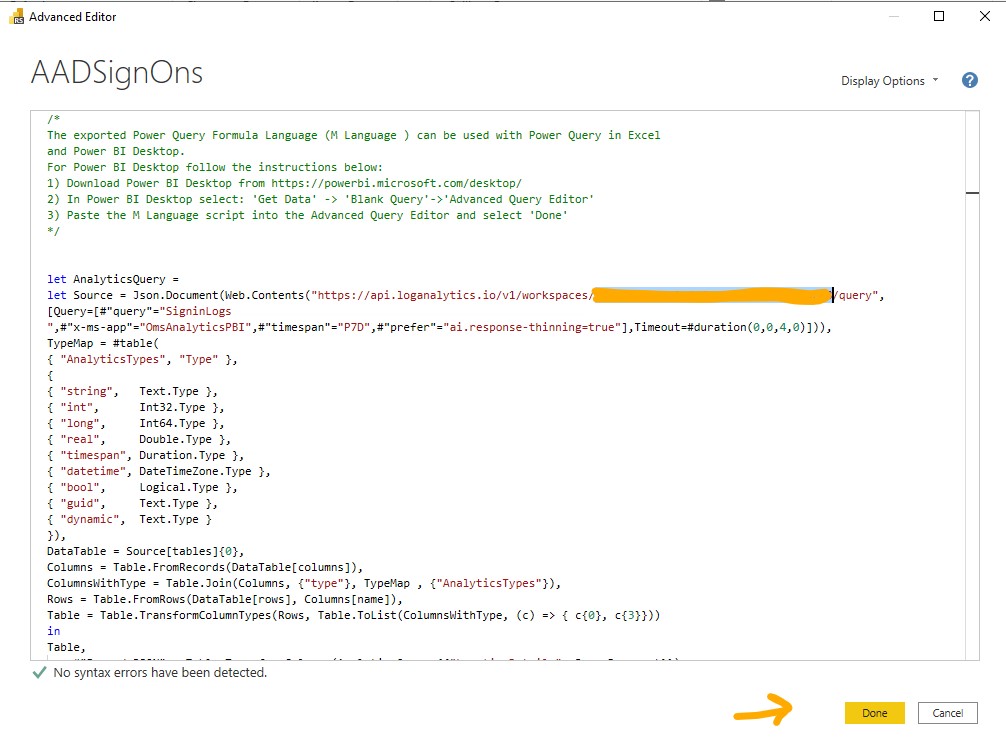 Advanced Editor
AADSignOns
Display Options
/*
The exported Power Query Formula Language (M Language ) can be used with Power Query in Excel
and Power BI Desktop.
For Power BI Desktop follow the instructions below:
1) Download Power BI Desktop from https://powerbi.microsoft.com/desktop/
2) In Power BI Desktop select: 'Get Data' -> 'Blank Query'->'Advanced Query Editor'
3) Paste the M Language script into the Advanced Query Editor and select 'Done'
*/
let AnalyticsQuery =
let Source = Json.Document(Web.Contents("https://api.loganalytics.io/v1/workspaces/ /query",
[Query=[#"query"="SigninLogs
",#"x-ms-app"="OmsAnalyticsPBI",#"timespan"="P7D",#"prefer"="ai.response-thinning=true"],Timeout=#duration(0,0,4,0)])),
TypeMap = #table(
{ "AnalyticsTypes", "Type" },
{
{ "string",   Text.Type },
{ "int",      Int32.Type },
{ "long",     Int64.Type },
{ "real",     Double.Type },
{ "timespan", Duration.Type },
{ "datetime", DateTimeZone.Type },
{ "bool",     Logical.Type },
{ "guid",     Text.Type },
{ "dynamic",  Text.Type }
}),
DataTable = Source[tables]{0},
Columns = Table.FromRecords(DataTable[columns]),
ColumnsWithType = Table.Join(Columns, {"type"}, TypeMap , {"AnalyticsTypes"}),
Rows = Table.FromRows(DataTable[rows], Columns[name]),
Table = Table.TransformColumnTypes(Rows, Table.ToList(ColumnsWithType, (c) => { c{0}, c{3}}))
in
Table,
No syntax errors have been detected.
Done
Cancel